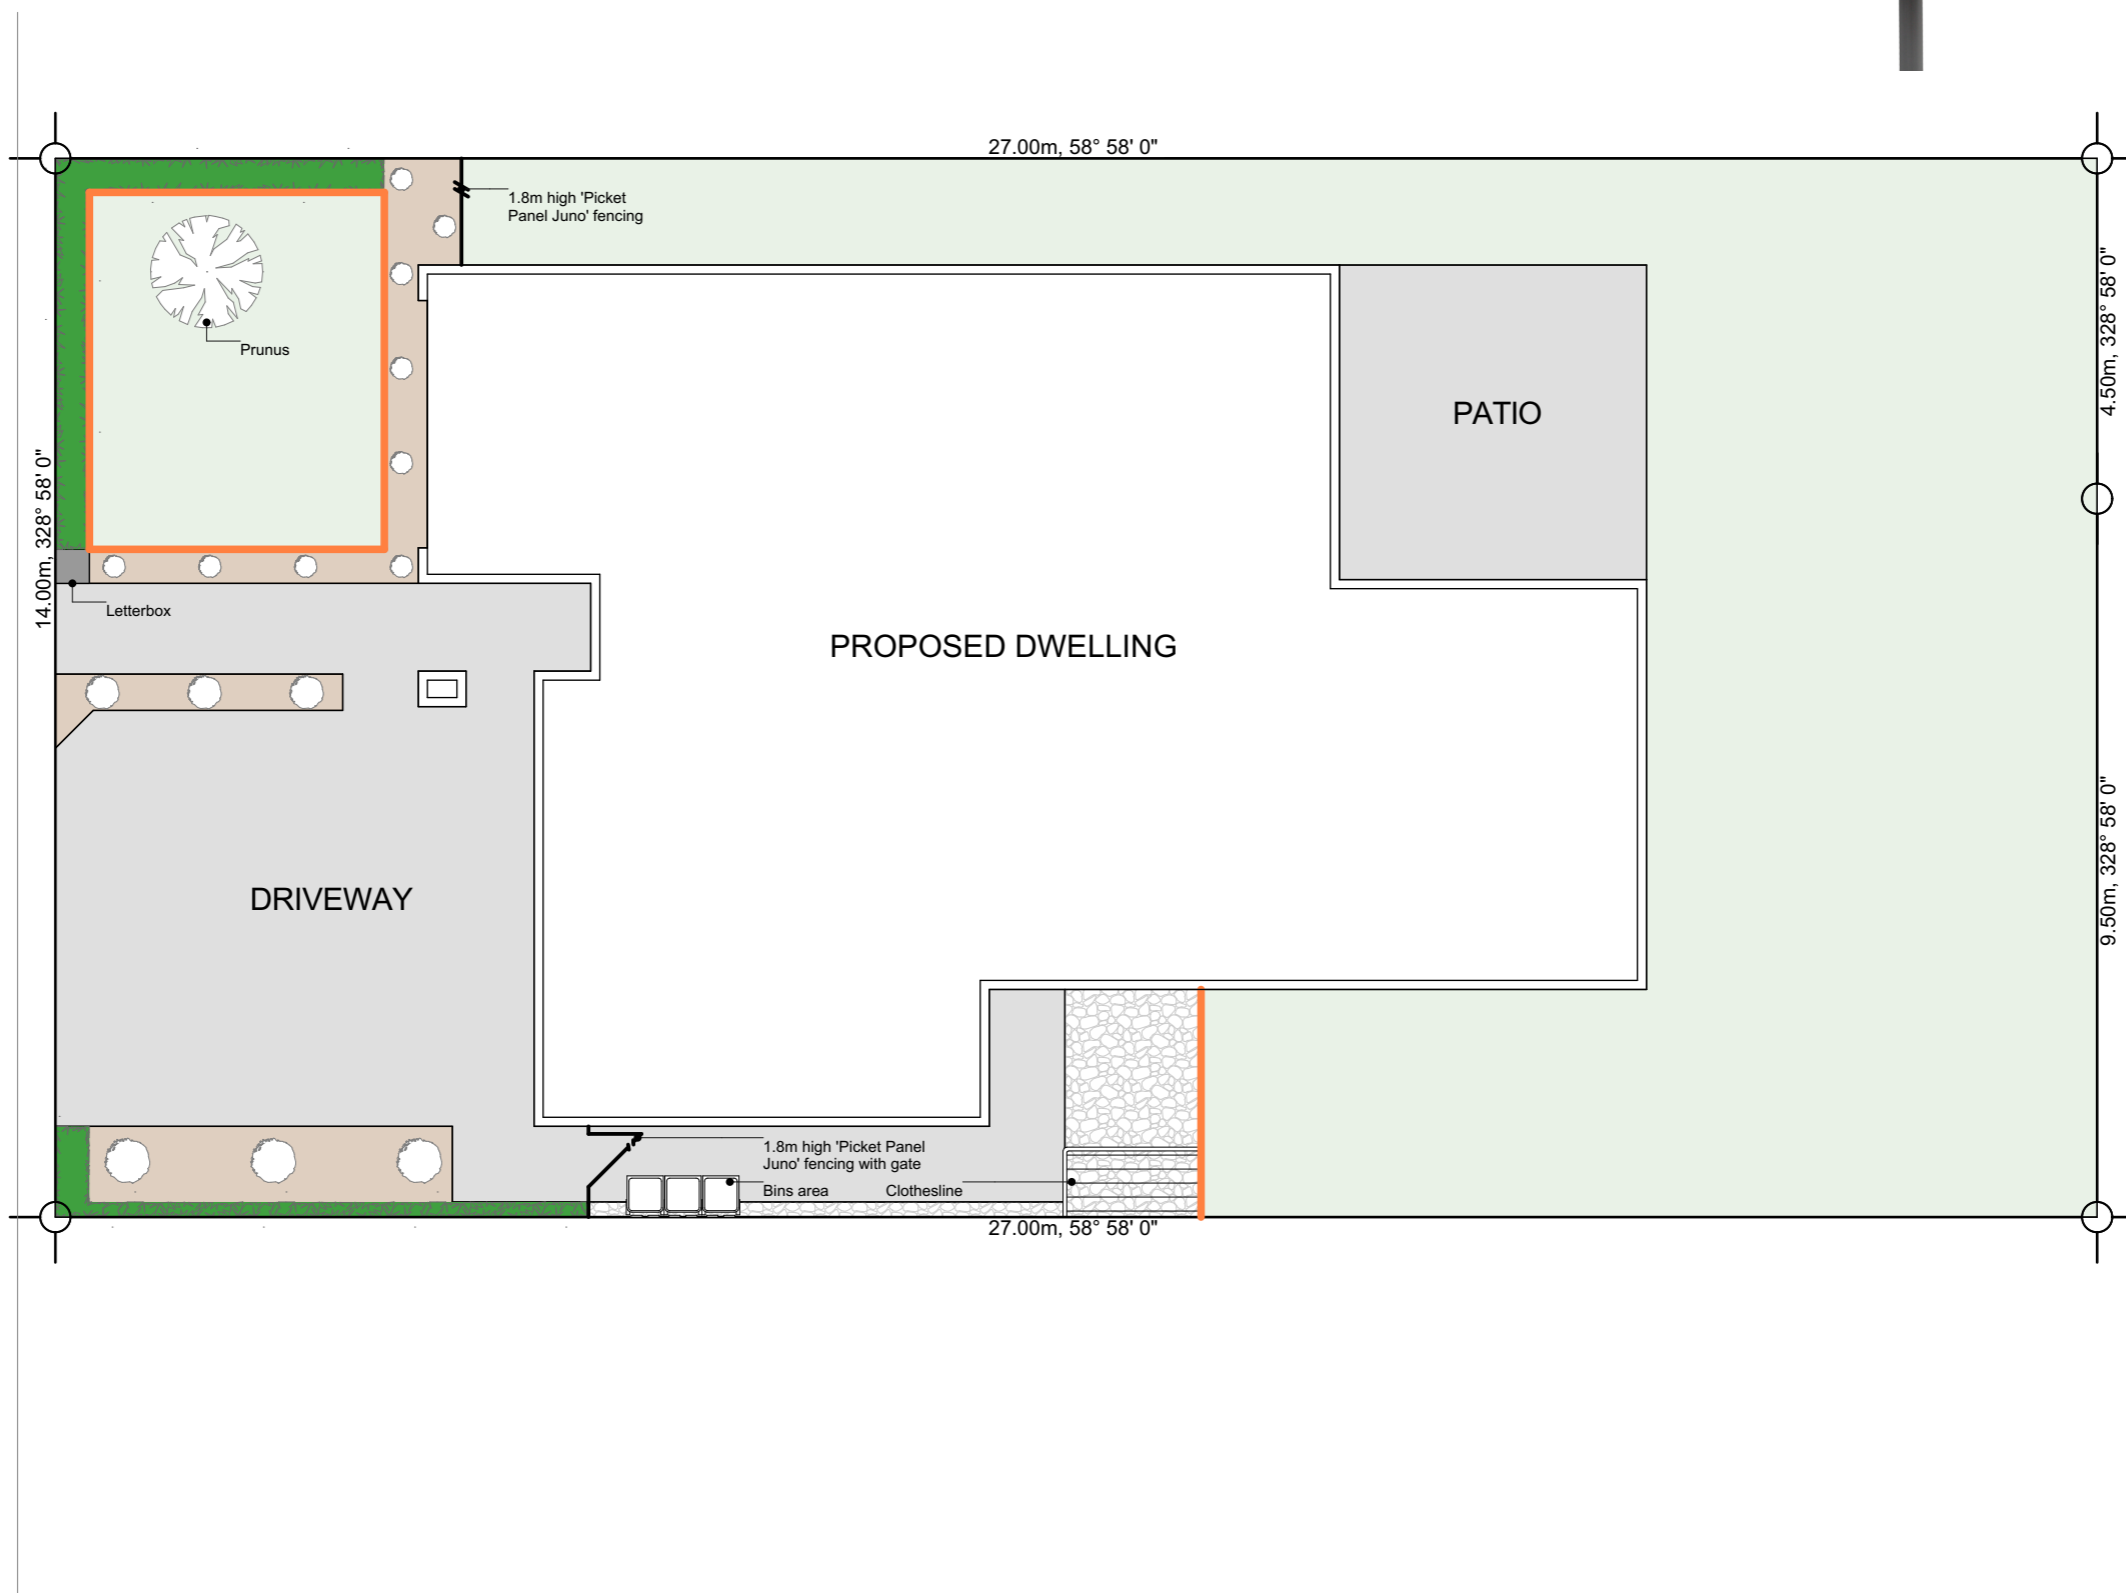 27.00m, 58° 58' 0"
1.8m high 'Picket
Panel Juno' fencing
4.50m, 328° 58' 0"
Prunus
PATIO
14.00m, 328° 58' 0"
Letterbox
PROPOSED DWELLING
DRIVEWAY
9.50m, 328° 58' 0"
1.8m high 'Picket Panel
Juno' fencing with gate
Bins area
Clothesline
27.00m, 58° 58' 0"